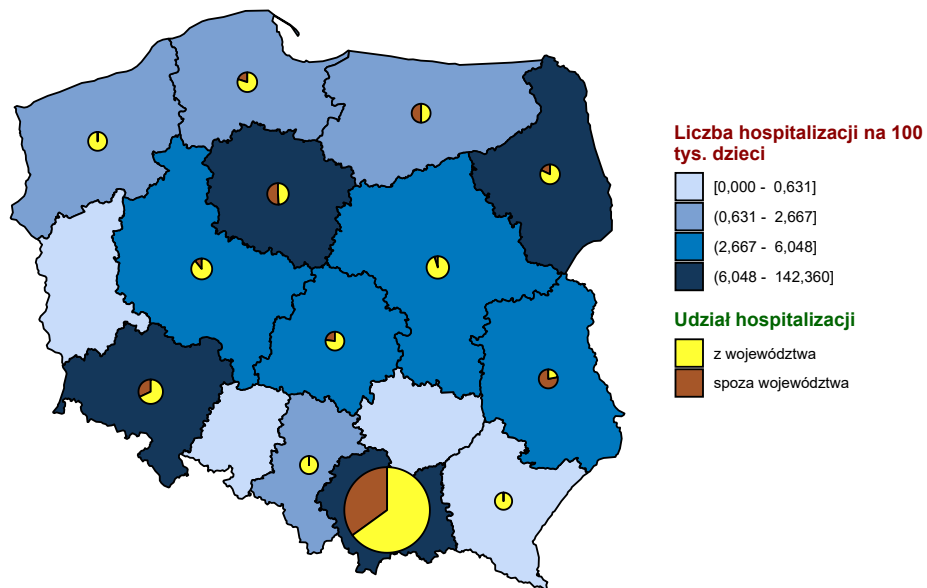 Liczba hospitalizacji na 100
tys. dzieci
[0,000 - 0,631]
(0,631 - 2,667]
(2,667 - 6,048]
(6,048 - 142,360]
Udział hospitalizacji
z województwa
spoza województwa